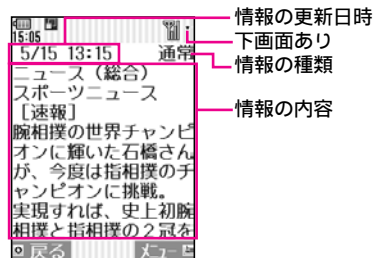 情報の更新日時
15:05
下画面あり
5/15 13:15 通常
情報の種類
ニュース（総合）
スポーツニュース
［速報］
情報の内容
腕相撲の世界チャンピ
オンに輝いた石橋さん
が、今度は指相撲のチ
ャンピオンに挑戦。
実現すれば、史上初腕
相撲と指相撲の２冠を
戻る メニュー